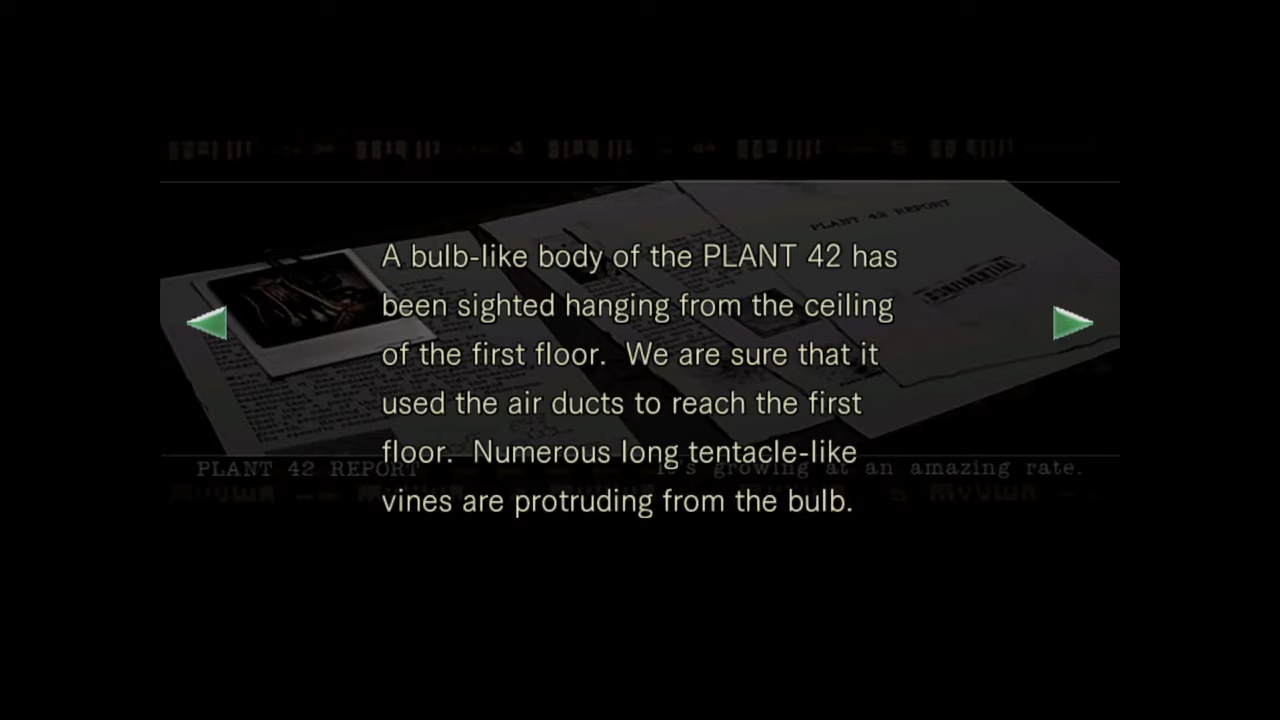 PLANT 42 REPORT
CONFIDENTIAL
A bulb-like body of the PLANT 42 has
been sighted hanging from the ceiling
of the first floor. We are sure that it
used the air ducts to reach the first
floor. Numerous long tentacle-like
vines are protruding from the bulb.
PLANT 42 REPORT
It's growing at an amazing rate.